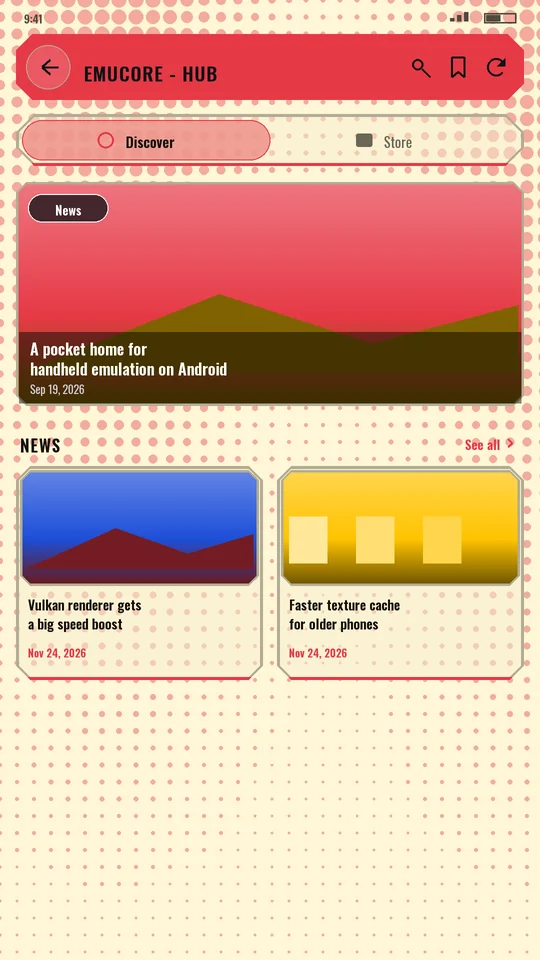 9:41
EMUCORE - HUB
Discover
Store
News
A pocket home for
handheld emulation on Android
Sep 19, 2026
NEWS
See all
Vulkan renderer gets
a big speed boost
Nov 24, 2026
Faster texture cache
for older phones
Nov 24, 2026